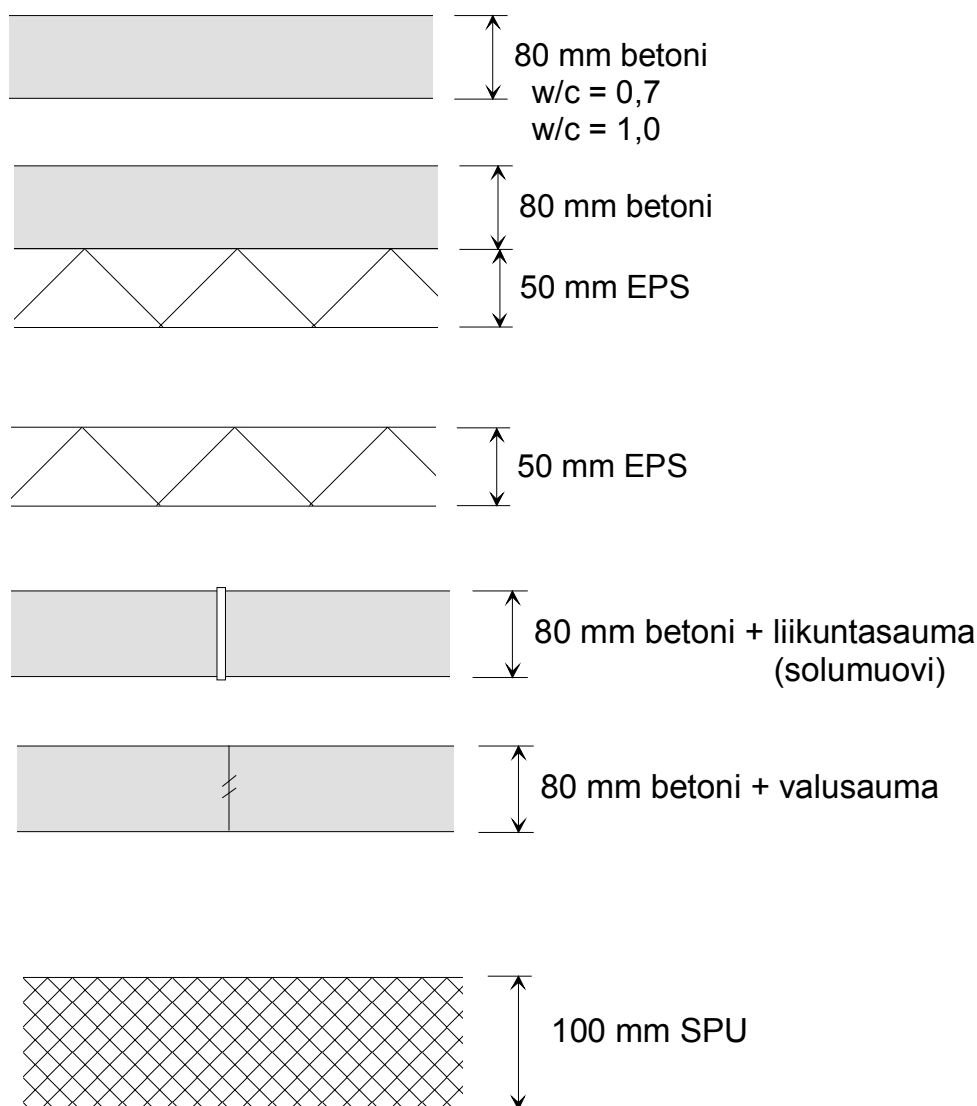 80 mm betoni
w/c = 0,7
w/c = 1,0
80 mm betoni
50 mm EPS
50 mm EPS
80 mm betoni + liikuntasauma
(solumuovi)
80 mm betoni + valusauma
100 mm SPU